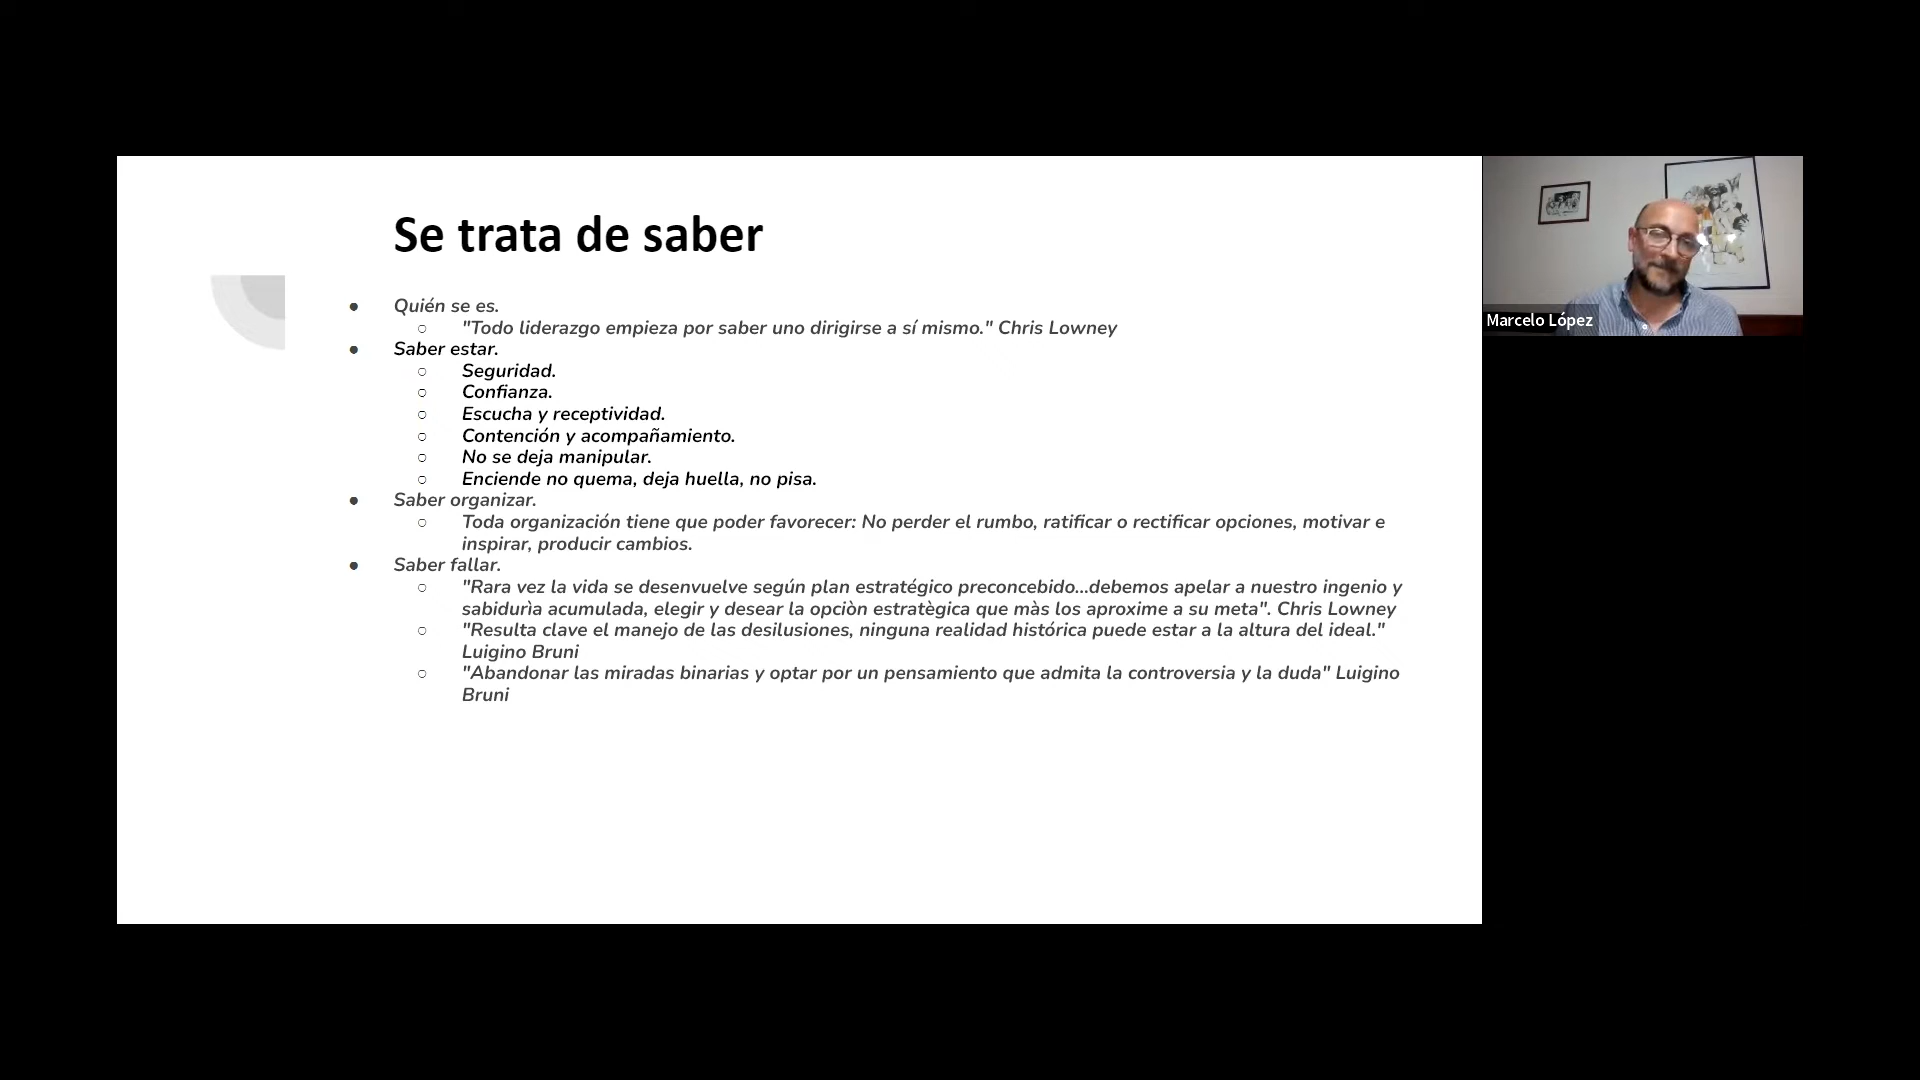 Se trata de saber
● Quién se es.
○ "Todo liderazgo empieza por saber uno dirigirse a sí mismo." Chris Lowney
● Saber estar.
○ Seguridad.
○ Confianza.
○ Escucha y receptividad.
○ Contención y acompañamiento.
○ No se deja manipular.
○ Enciende no quema, deja huella, no pisa.
● Saber organizar.
○ Toda organización tiene que poder favorecer: No perder el rumbo, ratificar o rectificar opciones, motivar e
inspirar, producir cambios.
● Saber fallar.
○ "Rara vez la vida se desenvuelve según plan estratégico preconcebido...debemos apelar a nuestro ingenio y
sabidurìa acumulada, elegir y desear la opciòn estratègica que màs los aproxime a su meta". Chris Lowney
○ "Resulta clave el manejo de las desilusiones, ninguna realidad histórica puede estar a la altura del ideal."
Luigino Bruni
○ "Abandonar las miradas binarias y optar por un pensamiento que admita la controversia y la duda" Luigino
Bruni
Marcelo López